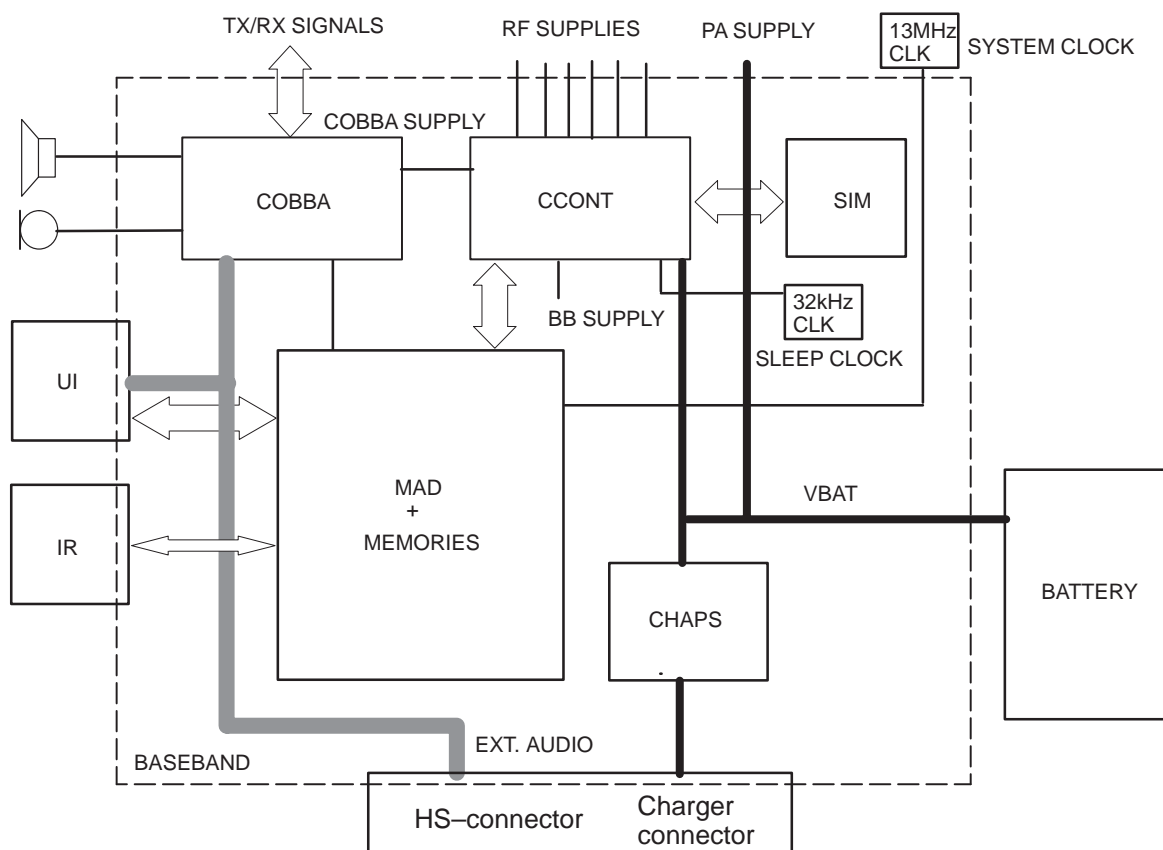 TX/RX SIGNALS
RF SUPPLIES
PA SUPPLY
13MHz
CLK
SYSTEM CLOCK
COBBA SUPPLY
COBBA
CCONT
SIM
BB SUPPLY
32kHz
CLK
SLEEP CLOCK
UI
MAD
+
MEMORIES
VBAT
IR
BATTERY
CHAPS
EXT. AUDIO
BASEBAND
HS–connector
Charger
connector